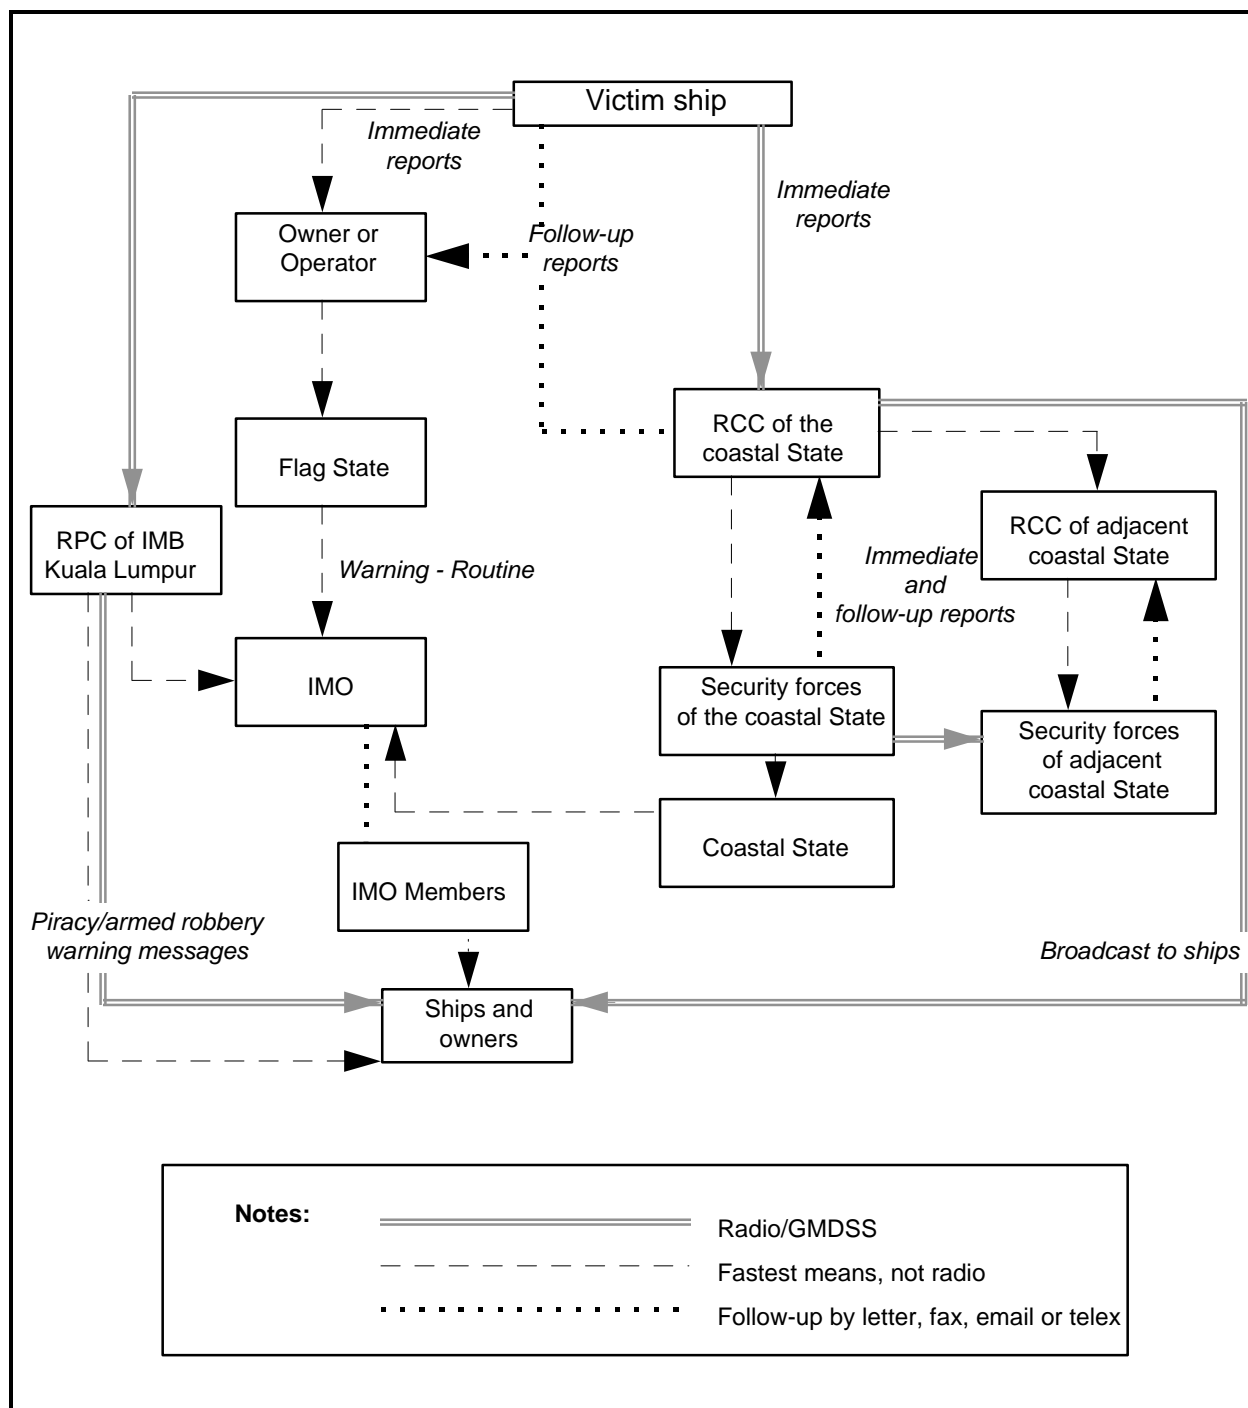 Victim ship
Immediate
reports
Immediate
reports
Owner or
Operator
Follow-up
reports
RCC of the
coastal State
Flag State
RPC of IMB
Kuala Lumpur
RCC of adjacent
coastal State
Warning - Routine
Immediate
and
follow-up reports
IMO
Security forces
of the coastal State
Security forces
of adjacent
coastal State
Coastal State
IMO Members
Piracy/armed robbery
warning messages
Broadcast to ships
Ships and
owners
Notes:
Radio/GMDSS
Fastest means, not radio
Follow-up by letter, fax, email or telex